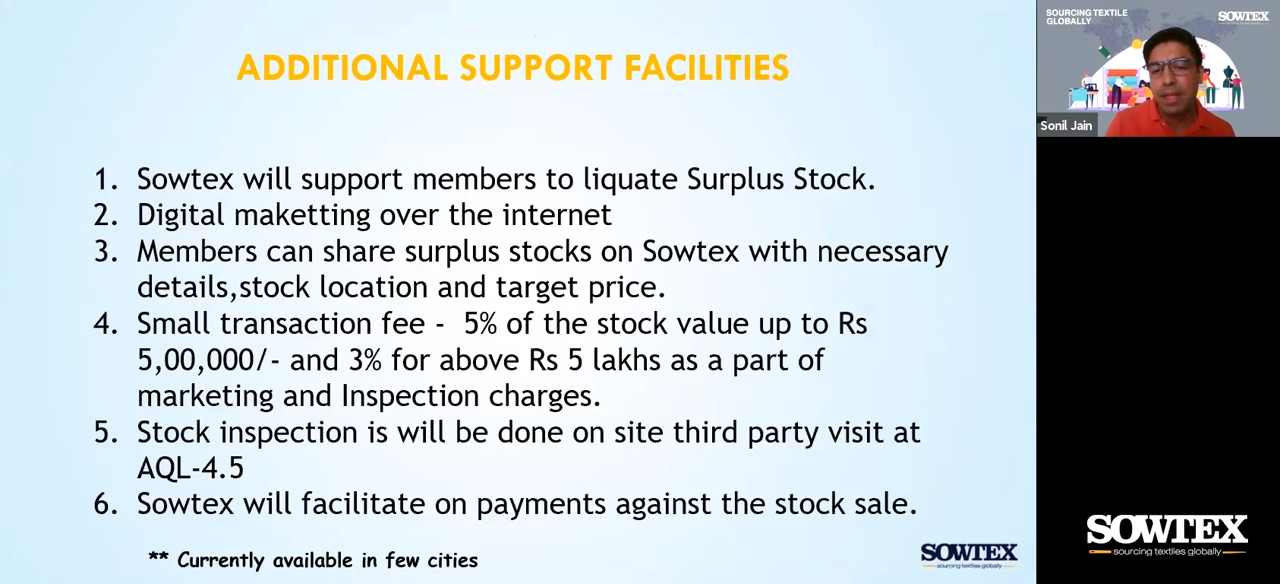 ADDITIONAL SUPPORT FACILITIES
1. Sowtex will support members to liquate Surplus Stock.
2. Digital maketting over the internet
3. Members can share surplus stocks on Sowtex with necessary
details,stock location and target price.
4. Small transaction fee - 5% of the stock value up to Rs
5,00,000/- and 3% for above Rs 5 lakhs as a part of
marketing and Inspection charges.
5. Stock inspection is will be done on site third party visit at
AQL-4.5
6. Sowtex will facilitate on payments against the stock sale.
** Currently available in few cities
SOWTEX
sourcing textiles globally
SOURCING TEXTILE
GLOBALLY
SOWTEX
Sonil Jain
SOWTEX
sourcing textiles globally